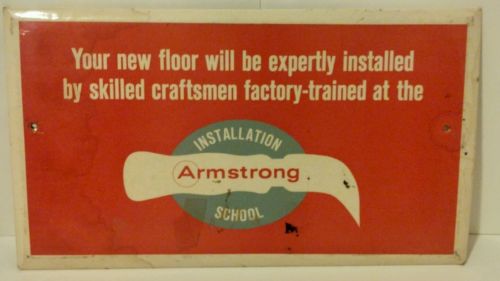 Your new floor will be expertly installed
by skilled craftsmen factory-trained at the
INSTALLATION
Armstrong
SCHOOL